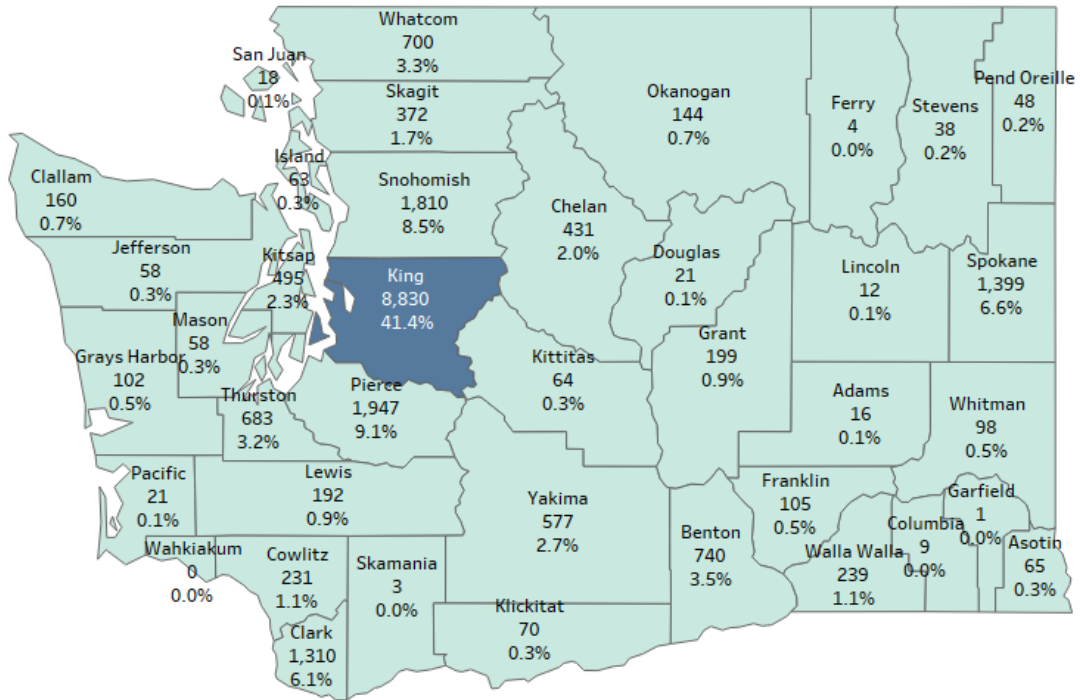 Whatcom
700
3.3%
San Juan
18
0.1%
Skagit
372
1.7%
Okanogan
144
0.7%
Ferry
4
0.0%
Stevens
38
0.2%
Pend Oreille
48
0.2%
Clallam
160
0.7%
Island
63
0.3%
Snohomish
1,810
8.5%
Chelan
431
2.0%
Jefferson
58
0.3%
Kitsap
495
2.3%
King
8,830
41.4%
Douglas
21
0.1%
Lincoln
12
0.1%
Spokane
1,399
6.6%
Mason
58
0.3%
Grays Harbor
102
0.5%
Thurston
683
3.2%
Pierce
1,947
9.1%
Kittitas
64
0.3%
Grant
199
0.9%
Adams
16
0.1%
Whitman
98
0.5%
Pacific
21
0.1%
Lewis
192
0.9%
Yakima
577
2.7%
Benton
740
3.5%
Franklin
105
0.5%
Garfield
1
0.0%
Columbia
9
0.0%
Walla Walla
239
1.1%
Asotin
65
0.3%
Wahkiakum
0
0.0%
Cowlitz
231
1.1%
Skamania
3
0.0%
Klickitat
70
0.3%
Clark
1,310
6.1%